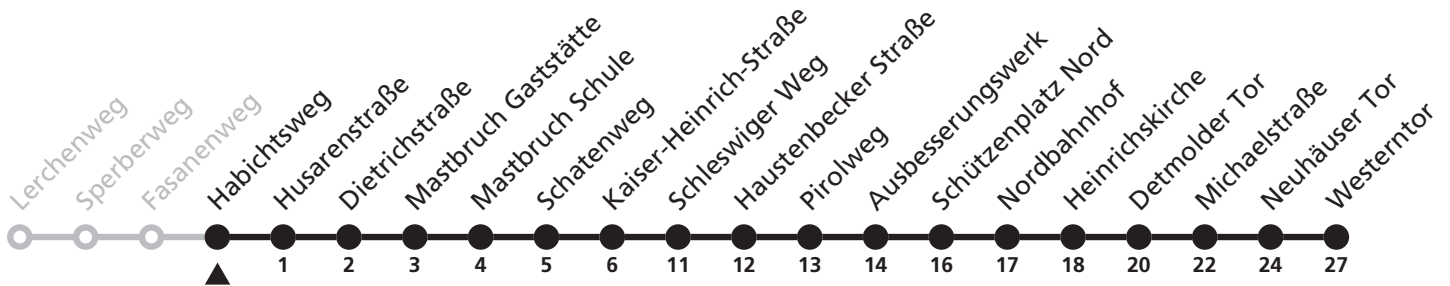 Lerchenweg
Sperberweg
Fasanenweg
Habichtsweg
Husarenstraße
Dietrichstraße
Mastbruch Gaststätte
Mastbruch Schule
Schatenweg
Kaiser-Heinrich-Straße
Schleswiger Weg
Haustenbecker Straße
Pirolweg
Ausbesserungswerk
Schützenplatz Nord
Nordbahnhof
Heinrichskirche
Detmolder Tor
Michaelstraße
Neuhäuser Tor
Westerntor
1 2 3 4 5 6 11 12 13 14 16 17 18 20 22 24 27